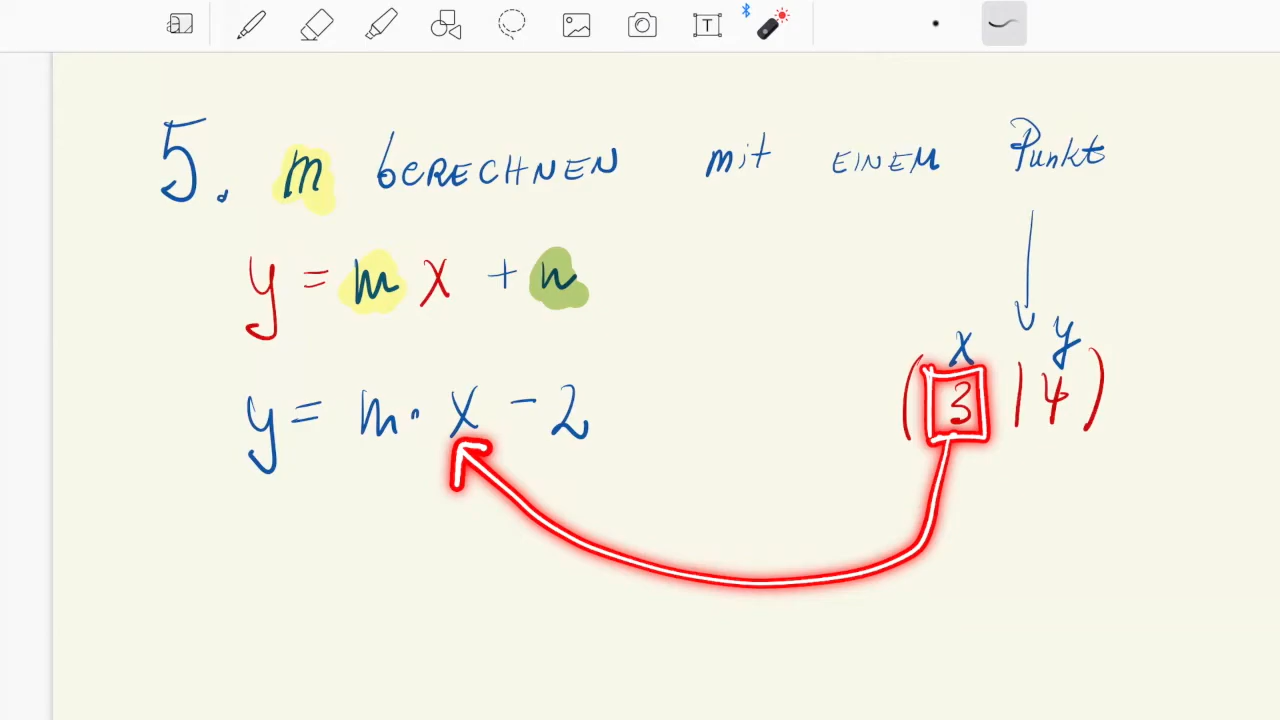 5. m berechnen mit einem Punkt
y = m x + n
x y
y = m · x - 2
( 3 | 4 )